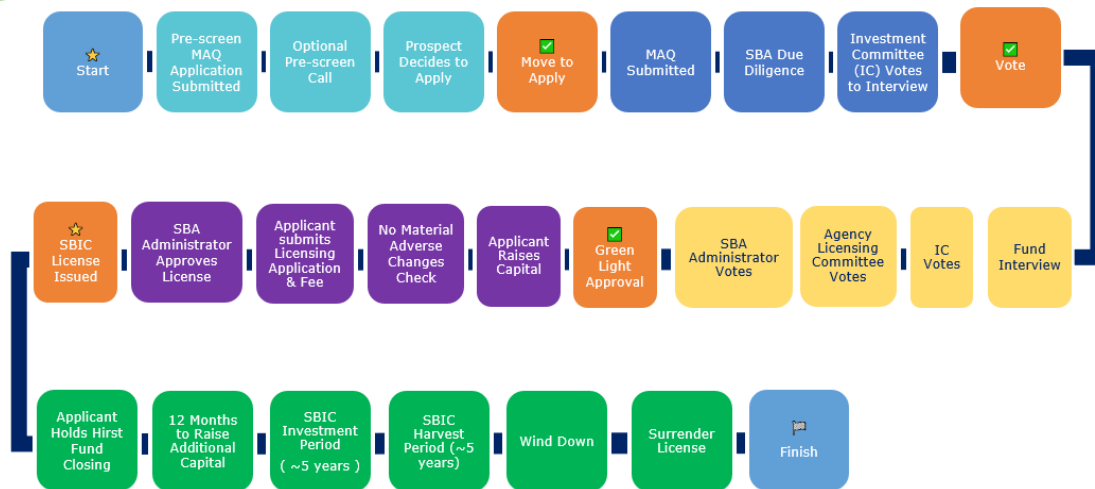 Start
Pre-screen
MAQ
Application
Submitted
Optional
Pre-screen
Call
Prospect
Decides to
Apply
Move to
Apply
MAQ
Submitted
SBA Due
Diligence
Investment
Committee
(IC) Votes
to Interview
Vote
Fund
Interview
IC
Votes
Agency
Licensing
Committee
Votes
SBA
Administrator
Votes
Green
Light
Approval
Applicant
Raises
Capital
No Material
Adverse
Changes
Check
Applicant
submits
Licensing
Application
& Fee
SBA
Administrator
Approves
License
SBIC
License
Issued
Applicant
Holds Hirst
Fund
Closing
12 Months
to Raise
Additional
Capital
SBIC
Investment
Period
( ~5 years )
SBIC
Harvest
Period (~5
years)
Wind Down
Surrender
License
Finish